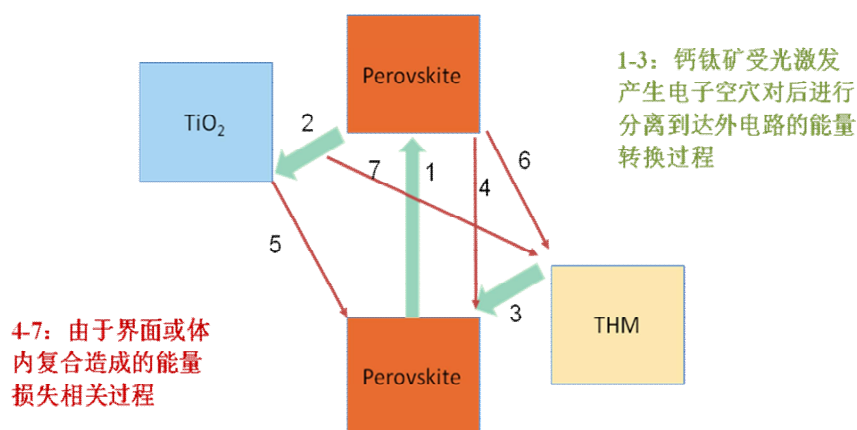 Perovskite
TiO2
2
7
1
4
6
5
3
1-3：钙钛矿受光激发
产生电子空穴对后进行
分离到达外电路的能量
转换过程
THM
Perovskite
4-7：由于界面或体
内复合造成的能量
损失相关过程